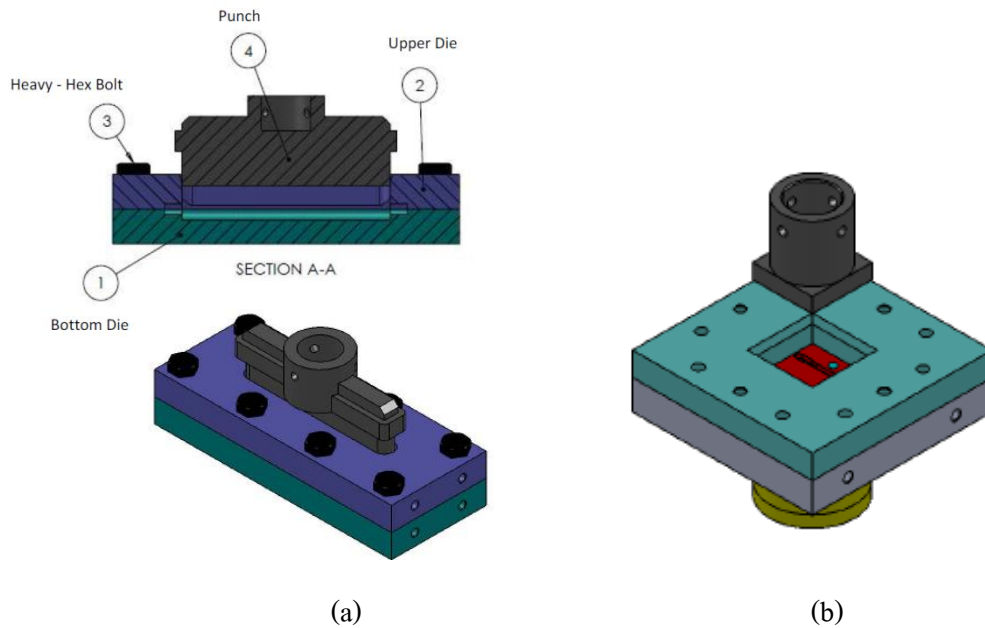 Punch
4
Upper Die
Heavy - Hex Bolt
2
3
SECTION A-A
1
Bottom Die
(a)
(b)